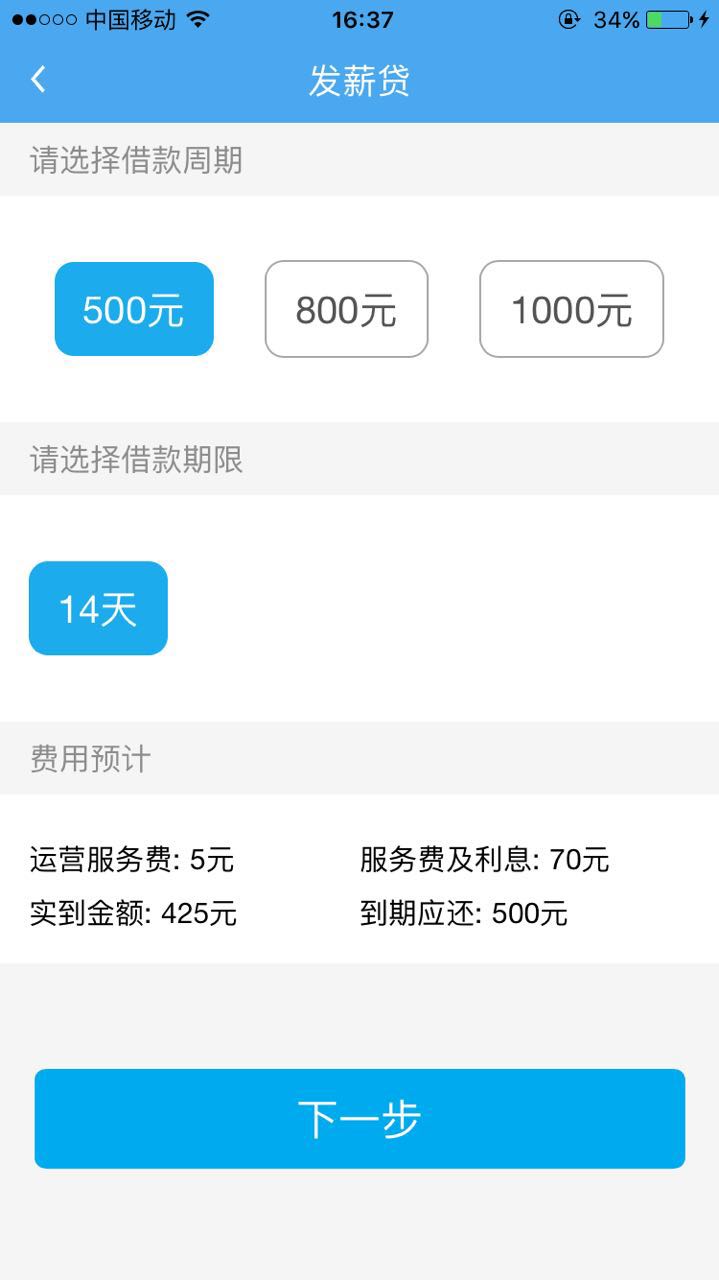 中国移动 16:37 34%
发薪贷
请选择借款周期
500元 800元 1000元
请选择借款期限
14天
费用预计
运营服务费: 5元 服务费及利息: 70元
实到金额: 425元 到期应还: 500元
下一步